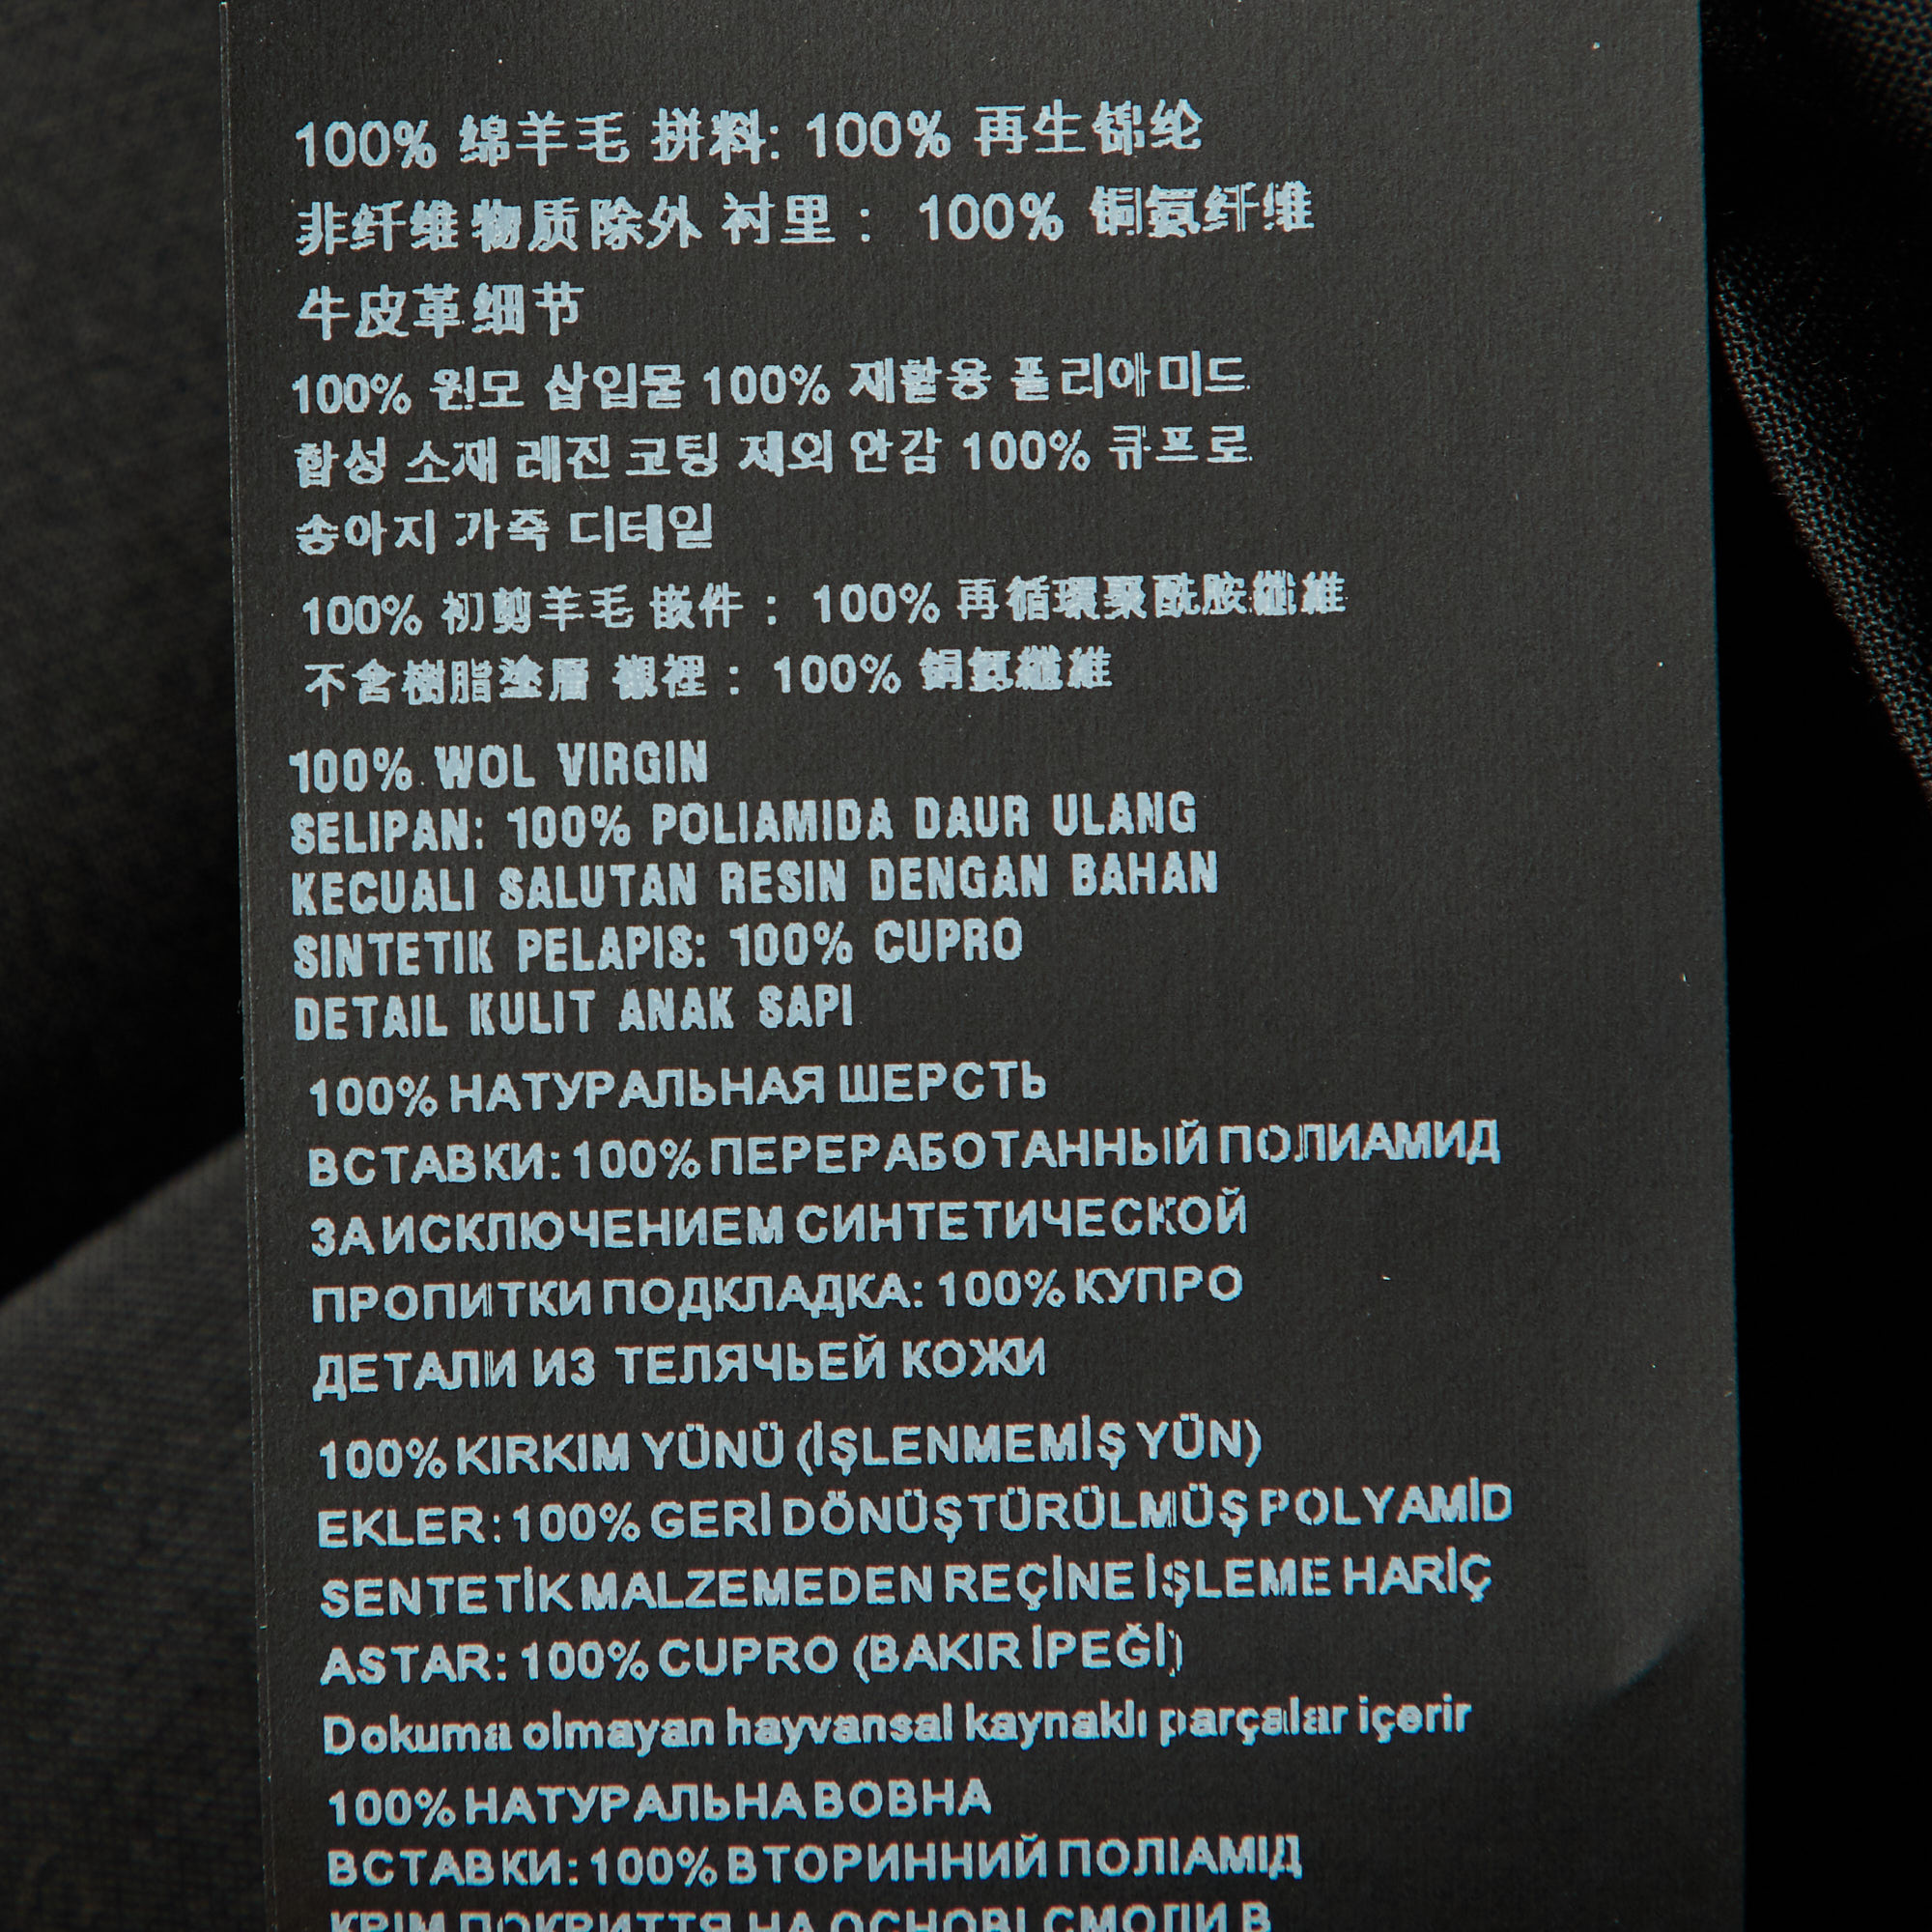 100% 绵羊毛 拼料: 100% 再生锦纶
非纤维物质除外 衬里： 100% 铜氨纤维
牛皮革细节
100% 원모 삽입물 100% 재활용 폴리아미드
합성 소재 레진 코팅 제외 안감 100% 큐프로
송아지 가죽 디테일
100% 初剪羊毛 嵌件： 100% 再循環聚酰胺纖維
不含樹脂塗層 襯裡： 100% 銅氨纖維
100% WOL VIRGIN
SELIPAN: 100% POLIAMIDA DAUR ULANG
KECUALI SALUTAN RESIN DENGAN BAHAN
SINTETIK PELAPIS: 100% CUPRO
DETAIL KULIT ANAK SAPI
100% НАТУРАЛЬНАЯ ШЕРСТЬ
ВСТАВКИ: 100% ПЕРЕРАБОТАННЫЙ ПОЛИАМИД
ЗА ИСКЛЮЧЕНИЕМ СИНТЕТИЧЕСКОЙ
ПРОПИТКИ ПОДКЛАДКА: 100% КУПРО
ДЕТАЛИ ИЗ ТЕЛЯЧЬЕЙ КОЖИ
100% KIRKIM YÜNÜ (İŞLENMEMİŞ YÜN)
EKLER: 100% GERİ DÖNÜŞTÜRÜLMÜŞ POLYAMİD
SENTETİK MALZEMEDEN REÇİNE İŞLEME HARİÇ
ASTAR: 100% CUPRO (BAKIR İPEĞİ)
Dokuma olmayan hayvansal kaynaklı parçalar içerir
100% НАТУРАЛЬНА ВОВНА
ВСТАВКИ: 100% ВТОРИННИЙ ПОЛІАМІД
КРІМ ПОКРИТТЯ НА ОСНОВІ СМОЛИ В